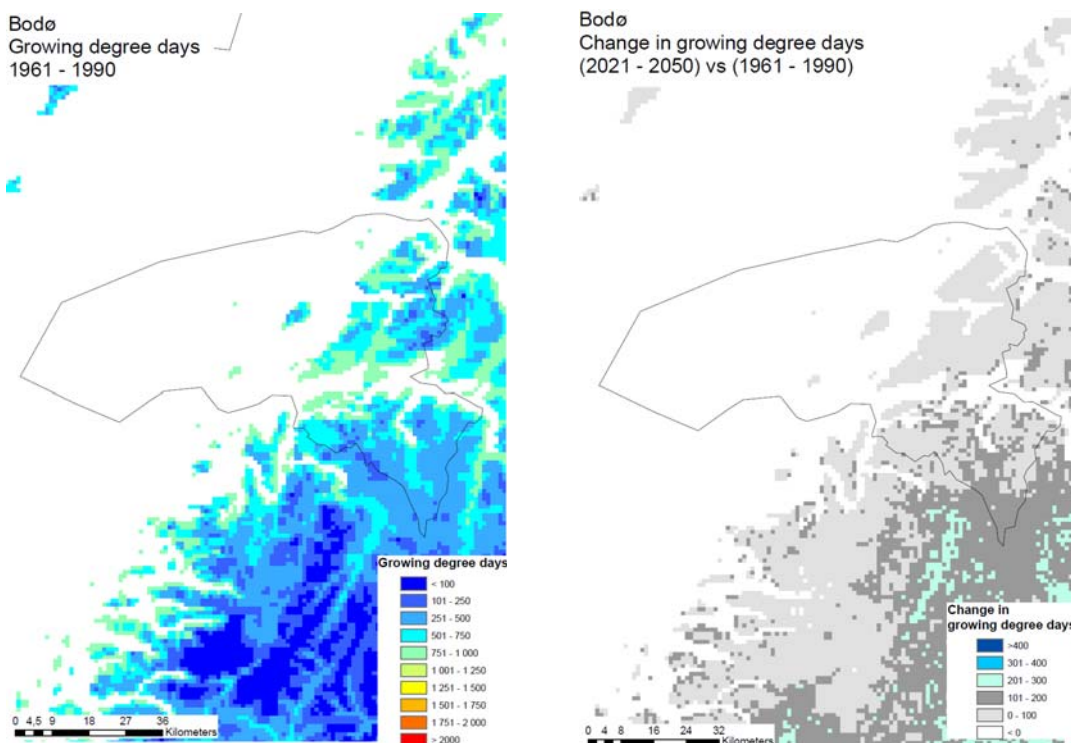 Bodø
Growing degree days
1961 - 1990
Growing degree days
< 100
101 - 250
251 - 500
501 - 750
751 - 1 000
1 001 - 1 250
1 251 - 1 500
1 501 - 1 750
1 751 - 2 000
> 2000
0 4,5 9 18 27 36
Kilometers
Bodø
Change in growing degree days
(2021 - 2050) vs (1961 - 1990)
Change in
growing degree days
>400
301 - 400
201 - 300
101 - 200
0 - 100
< 0
0 4 8 16 24 32
Kilometers